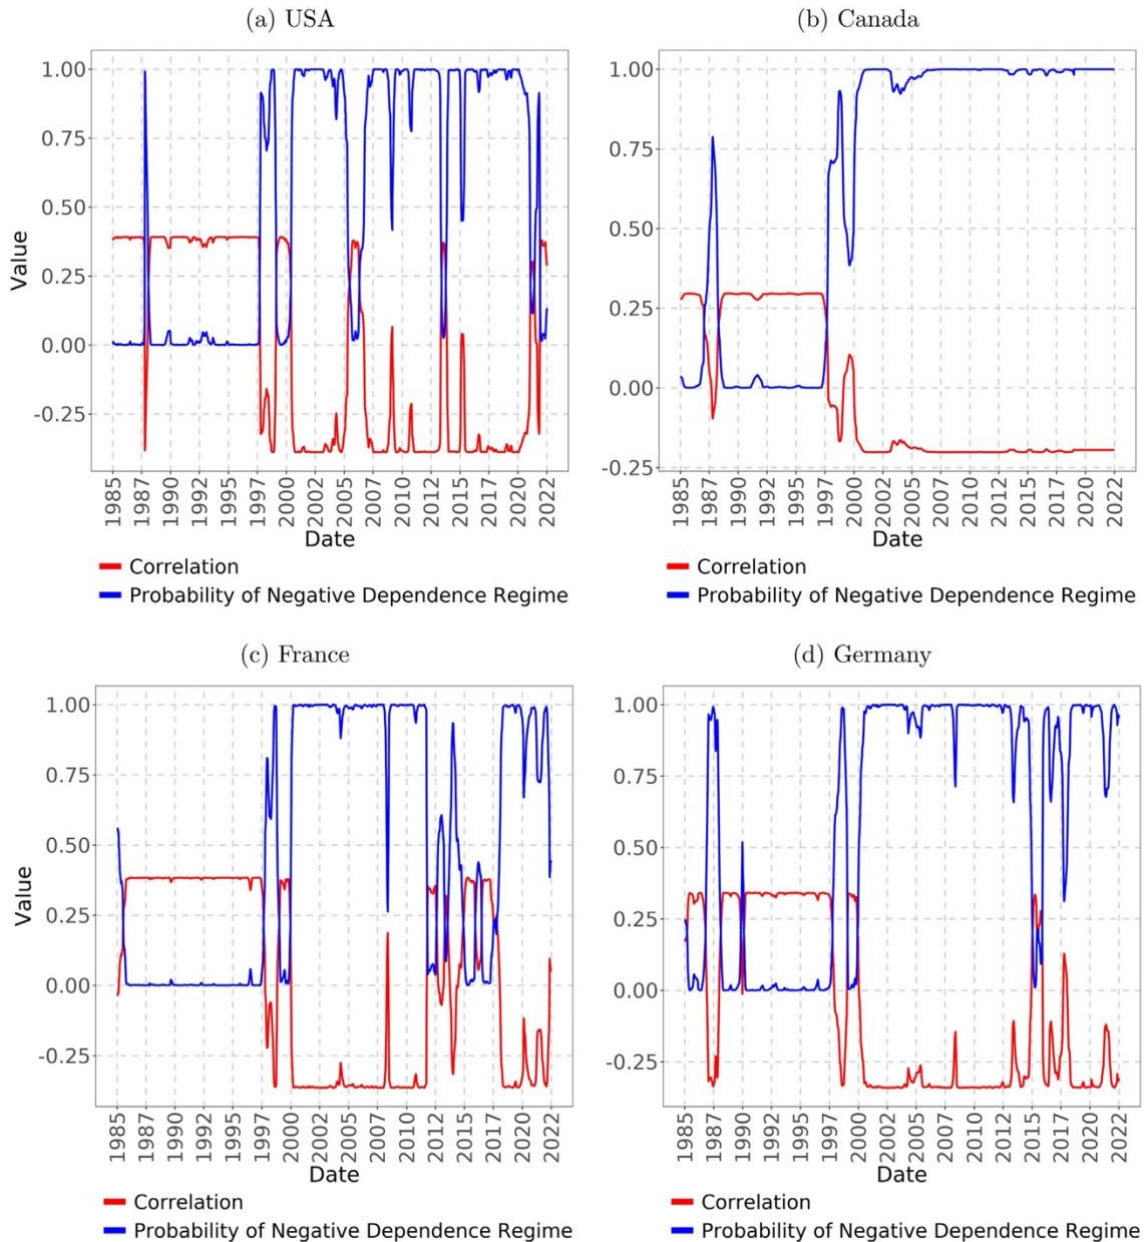 (a) USA
1.00
0.75
0.50
0.25
0.00
-0.25
Value
1985 1987 1990 1992 1995 1997 2000 2002 2005 2007 2010 2012 2015 2017 2020 2022
Date
Correlation
Probability of Negative Dependence Regime
(b) Canada
1.00
0.75
0.50
0.25
0.00
-0.25
1985 1987 1990 1992 1995 1997 2000 2002 2005 2007 2010 2012 2015 2017 2020 2022
Date
Correlation
Probability of Negative Dependence Regime
(c) France
1.00
0.75
0.50
0.25
0.00
-0.25
Value
1985 1987 1990 1992 1995 1997 2000 2002 2005 2007 2010 2012 2015 2017 2020 2022
Date
Correlation
Probability of Negative Dependence Regime
(d) Germany
1.00
0.75
0.50
0.25
0.00
-0.25
1985 1987 1990 1992 1995 1997 2000 2002 2005 2007 2010 2012 2015 2017 2020 2022
Date
Correlation
Probability of Negative Dependence Regime